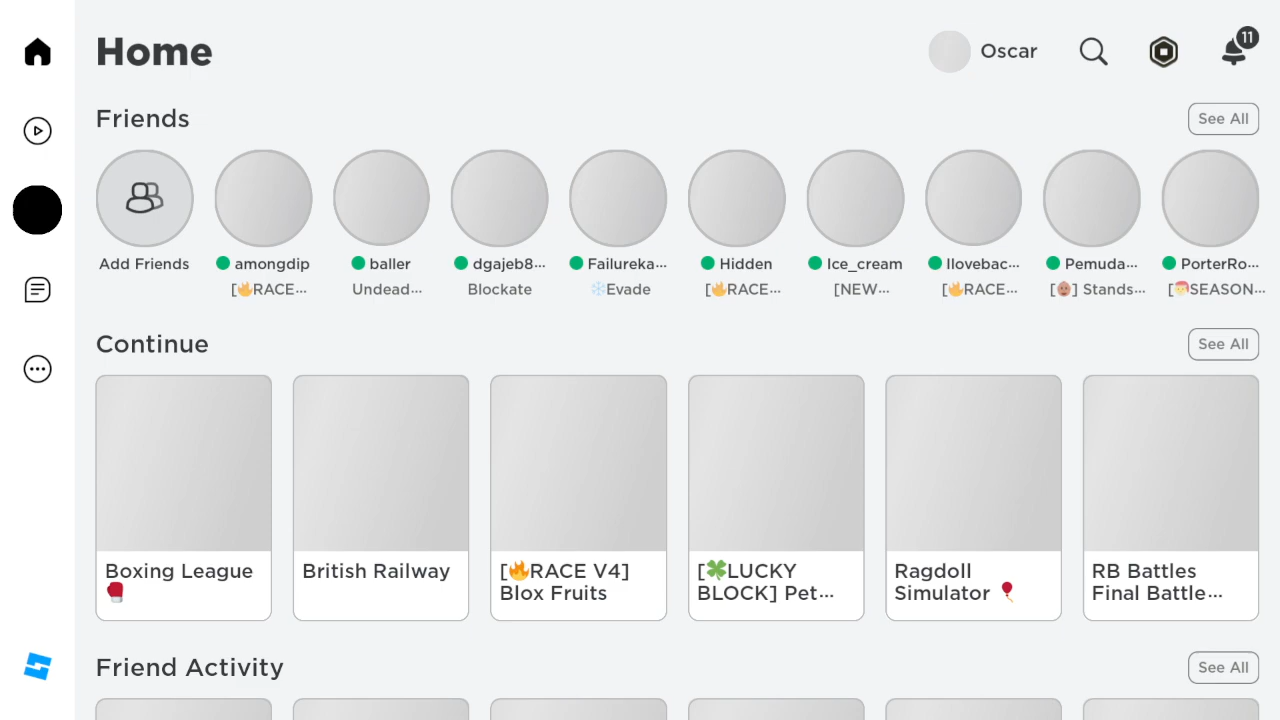 Home
Oscar
11
Friends
See All
Add Friends
amongdip
[🔥RACE...
baller
Undead...
dgajeb8...
Blockate
Failureka...
❄️Evade
Hidden
[🔥RACE...
Ice_cream
[NEW...
Ilovebac...
[🔥RACE...
Pemuda...
[👴🏽] Stands...
PorterRo...
[🎅SEASON...
Continue
See All
Boxing League
🥊
British Railway
[🔥RACE V4]
Blox Fruits
[🍀LUCKY
BLOCK] Pet...
Ragdoll
Simulator 🎈
RB Battles
Final Battle...
Friend Activity
See All